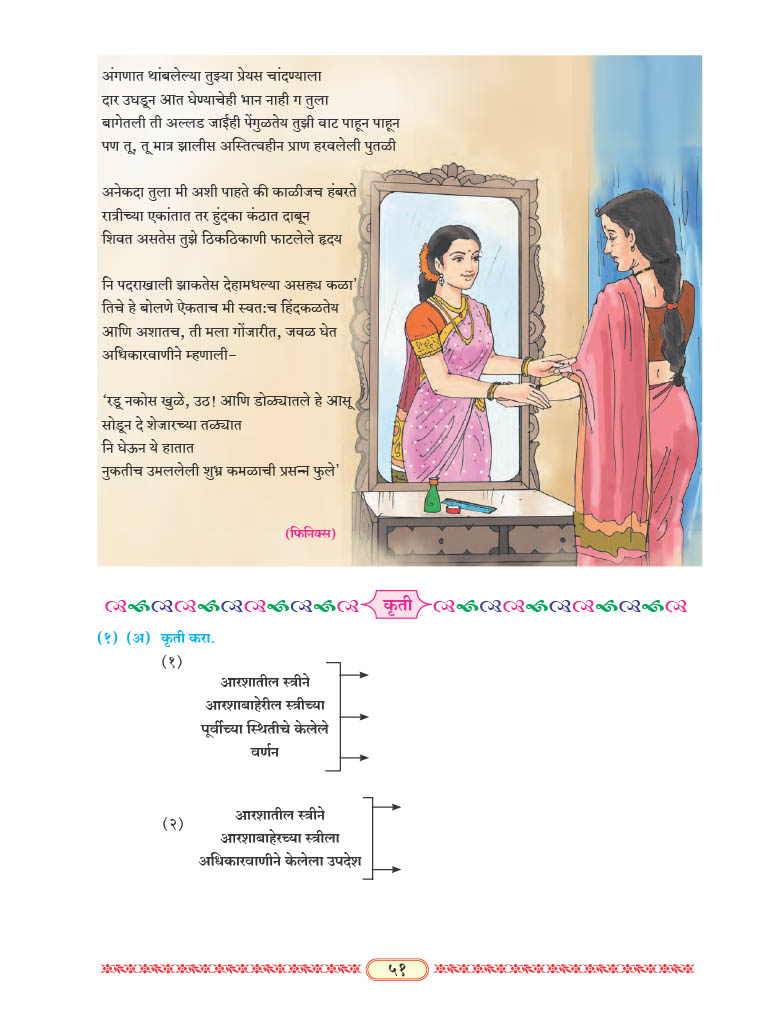 अंगणात थांबलेल्या तुझ्या प्रेयस चांदण्याला
दार उघडून आत घेण्याचेही भान नाही ग तुला
बागेतली ती अल्लड जाईही पेंगुळतेय तुझी वाट पाहून पाहून
पण तू, तू मात्र झालीस अस्तित्वहीन प्राण हरवलेली पुतळी
अनेकदा तुला मी अशी पाहते की काळीजच हंबरते
रात्रीच्या एकांतात तर हुंदका कंठात दाबून
शिवत असतेस तुझे ठिकठिकाणी फाटलेले हृदय
नि पदराखाली झाकतेस देहामधल्या असह्य कळा’
तिचे हे बोलणे ऐकताच मी स्वतःच हिंदकळतेय
आणि अशातच, ती मला गोंजारीत, जवळ घेत
अधिकारवाणीने म्हणाली–
‘रडू नकोस खुळे, उठ! आणि डोळ्यातले हे आसू
सोडून दे शेजारच्या तळ्यात
नि घेऊन ये हातात
नुकतीच उमललेली शुभ्र कमळाची प्रसन्न फुले’
(फिनिक्स)
कृती
(१) (अ) कृती करा.
(१)
आरशातील स्त्रीने
आरशाबाहेरील स्त्रीच्या
पूर्वीच्या स्थितीचे केलेले
वर्णन
(२)
आरशातील स्त्रीने
आरशाबाहेरच्या स्त्रीला
अधिकारवाणीने केलेला उपदेश
५१